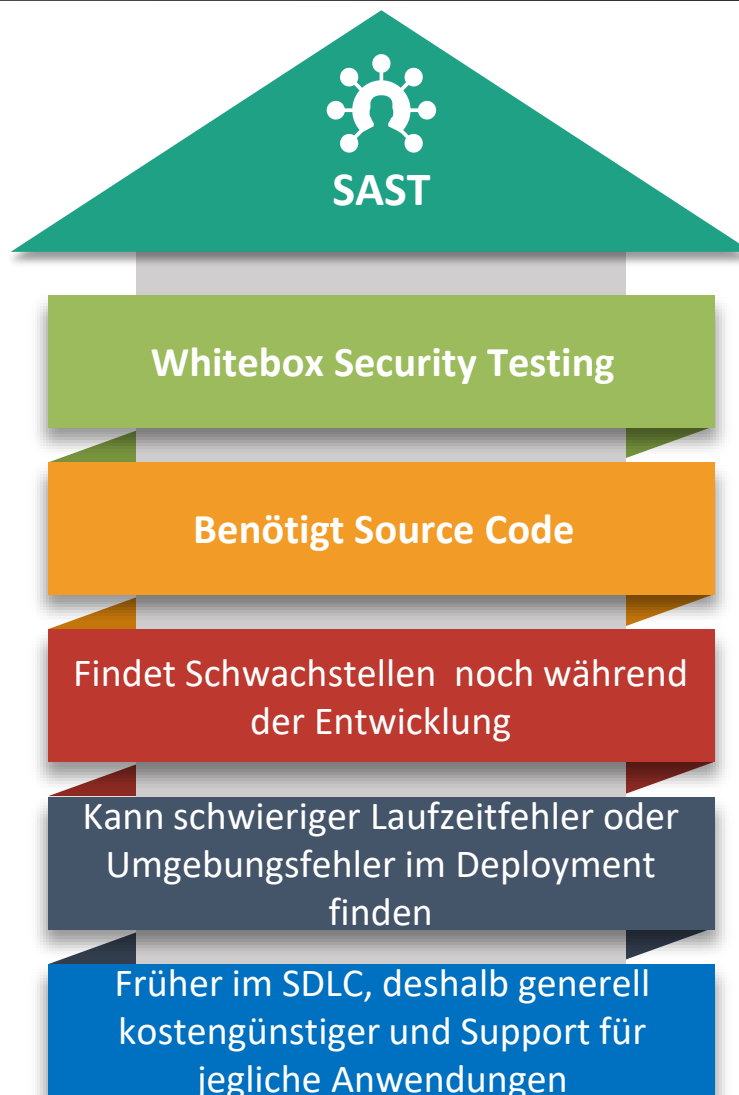 SAST
Whitebox Security Testing
Benötigt Source Code
Findet Schwachstellen  noch während
der Entwicklung
Kann schwieriger Laufzeitfehler oder
Umgebungsfehler im Deployment
finden
Früher im SDLC, deshalb generell
kostengünstiger und Support für
jegliche Anwendungen